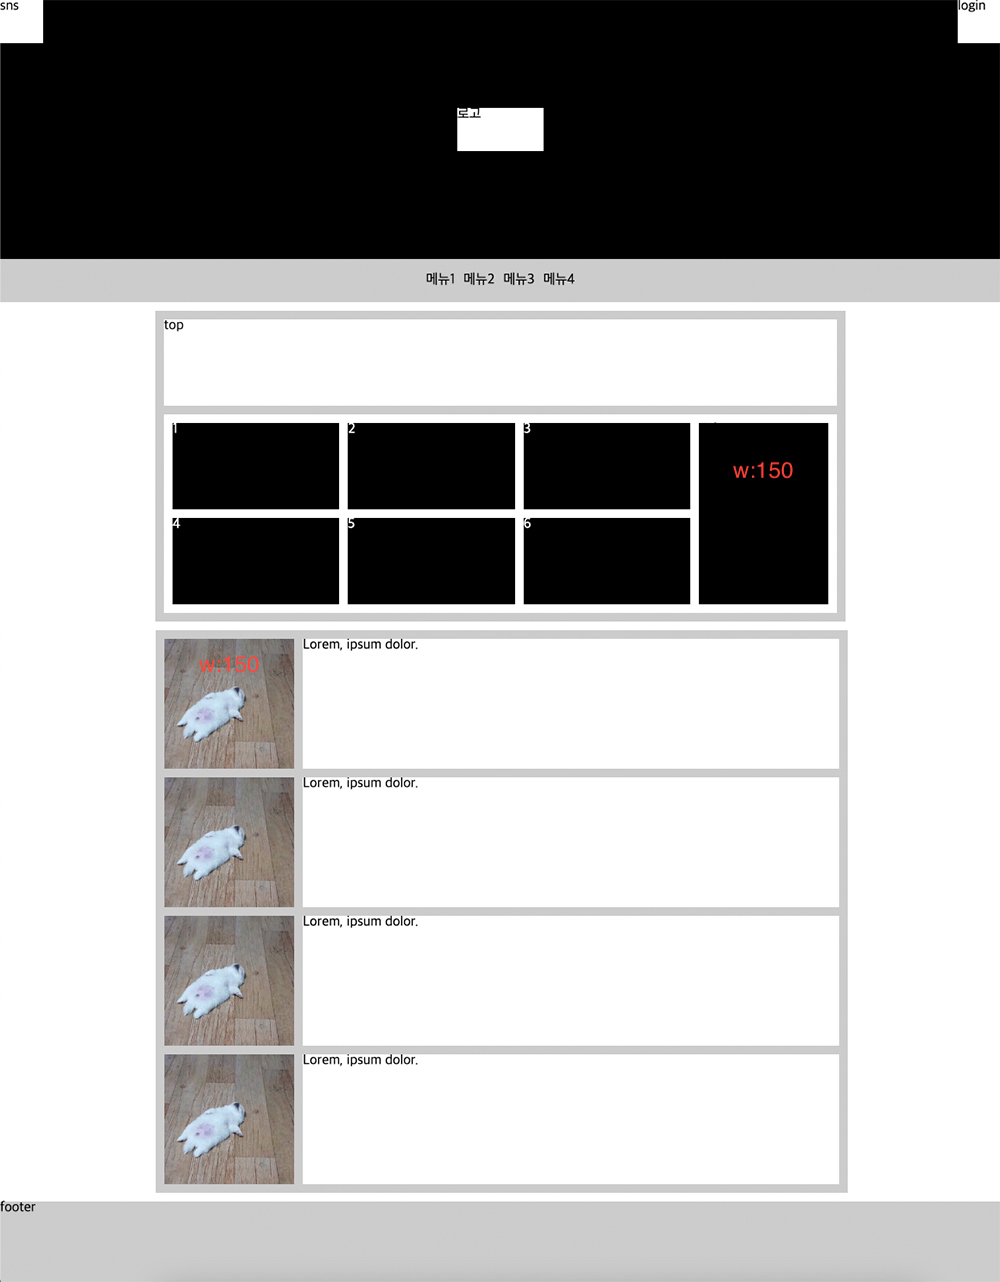 sns
login
로고
메뉴1 메뉴2 메뉴3 메뉴4
top
1
2
3
w:150
4
5
6
w:150
Lorem, ipsum dolor.
Lorem, ipsum dolor.
Lorem, ipsum dolor.
Lorem, ipsum dolor.
footer